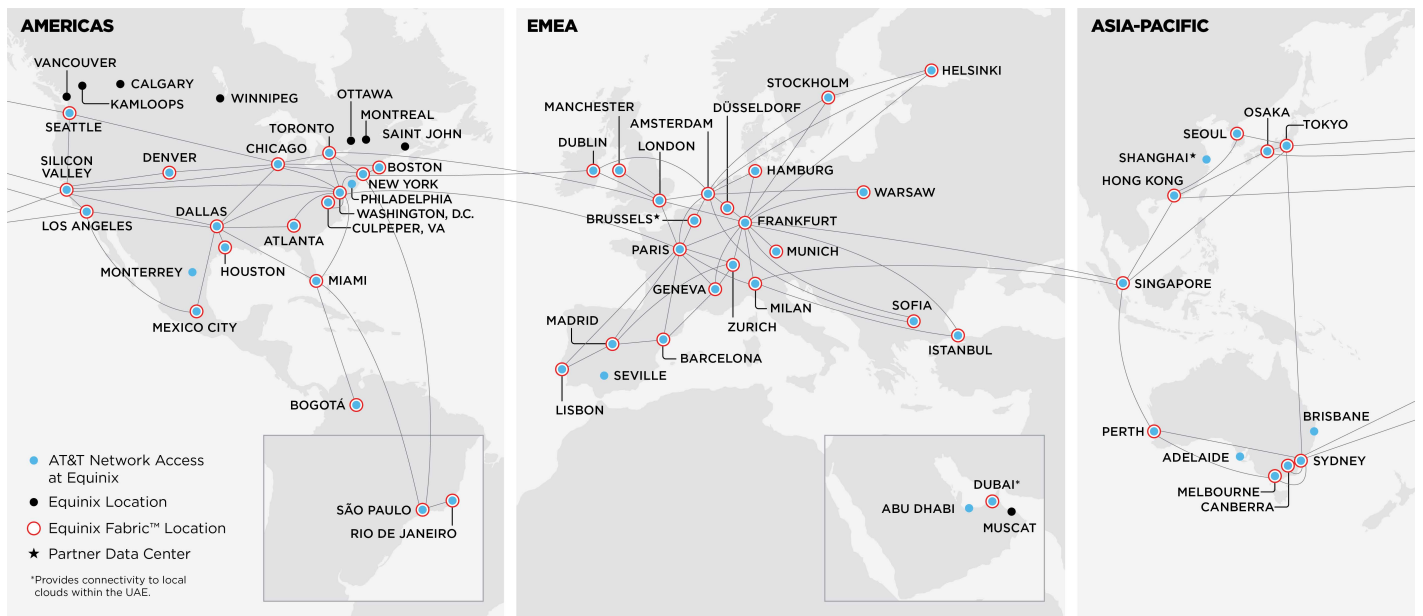 AMERICAS
VANCOUVER
CALGARY
KAMLOOPS
WINNIPEG
OTTAWA
MONTREAL
SAINT JOHN
SEATTLE
TORONTO
CHICAGO
BOSTON
DENVER
SILICON
VALLEY
NEW YORK
PHILADELPHIA
WASHINGTON, D.C.
CULPEPER, VA
LOS ANGELES
DALLAS
ATLANTA
MONTERREY
HOUSTON
MIAMI
MEXICO CITY
BOGOTÁ
SÃO PAULO
RIO DE JANEIRO
AT&T Network Access
at Equinix
Equinix Location
Equinix Fabric™ Location
★ Partner Data Center
*Provides connectivity to local
clouds within the UAE.
EMEA
HELSINKI
STOCKHOLM
MANCHESTER
DÜSSELDORF
AMSTERDAM
DUBLIN
LONDON
HAMBURG
WARSAW
BRUSSELS★
FRANKFURT
PARIS
MUNICH
GENEVA
MILAN
SOFIA
MADRID
ZURICH
ISTANBUL
BARCELONA
SEVILLE
LISBON
DUBAI*
ABU DHABI
MUSCAT
ASIA-PACIFIC
OSAKA
TOKYO
SEOUL
SHANGHAI★
HONG KONG
SINGAPORE
BRISBANE
PERTH
ADELAIDE
SYDNEY
MELBOURNE
CANBERRA